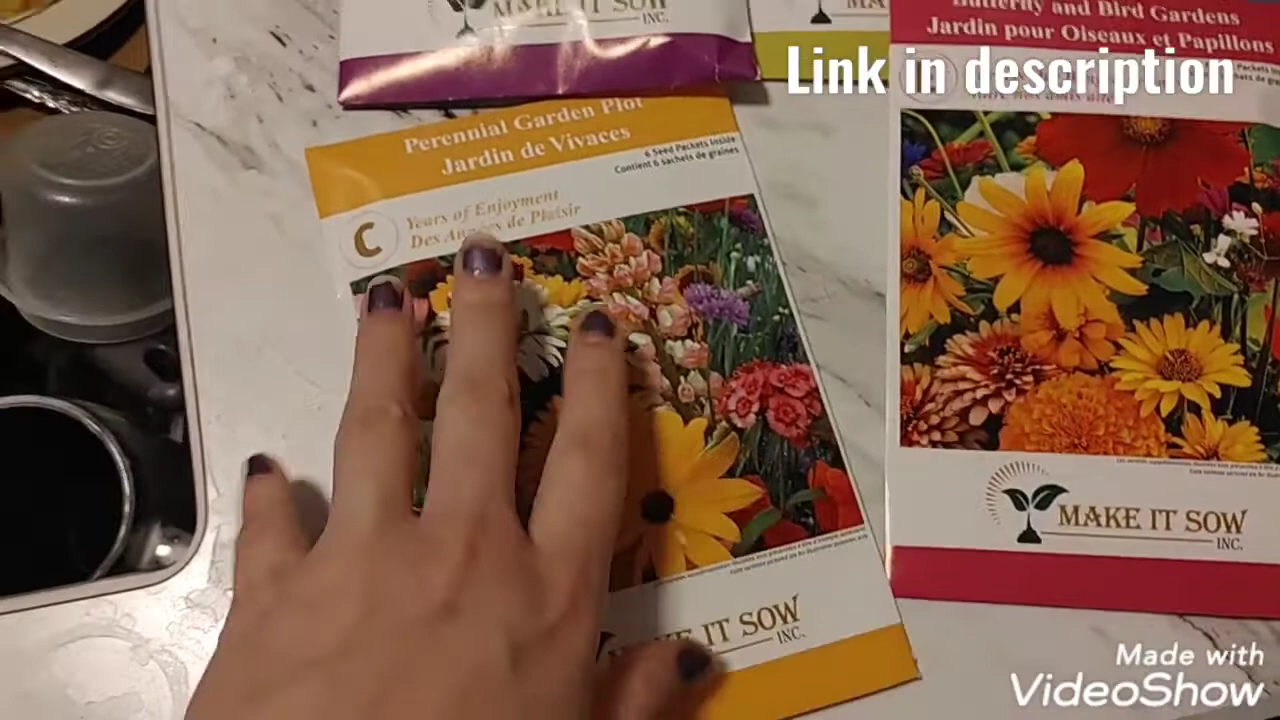 MAKE IT SOW
INC.
MA
Butterfly and Bird Gardens
Jardin pour Oiseaux et Papillons
Link in description
Perennial Garden Plot
Jardin de Vivaces
6 Seed Packets Inside
Contient 6 sachets de graines
C
Years of Enjoyment
Des Années de Plaisir
MAKE IT SOW
INC.
MAKE IT SOW
INC.
Made with
VideoShow